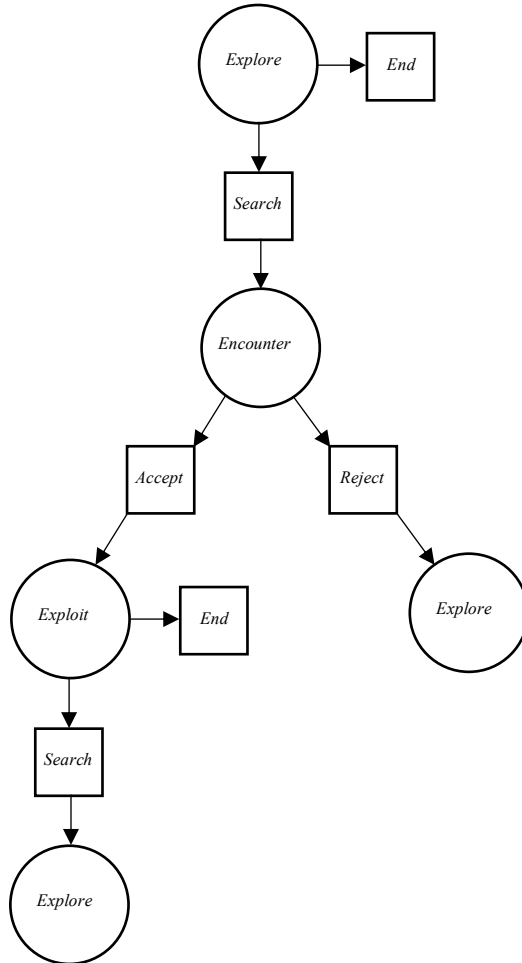 Explore
End
Search
Encounter
Accept
Reject
Explore
Exploit
End
Search
Explore